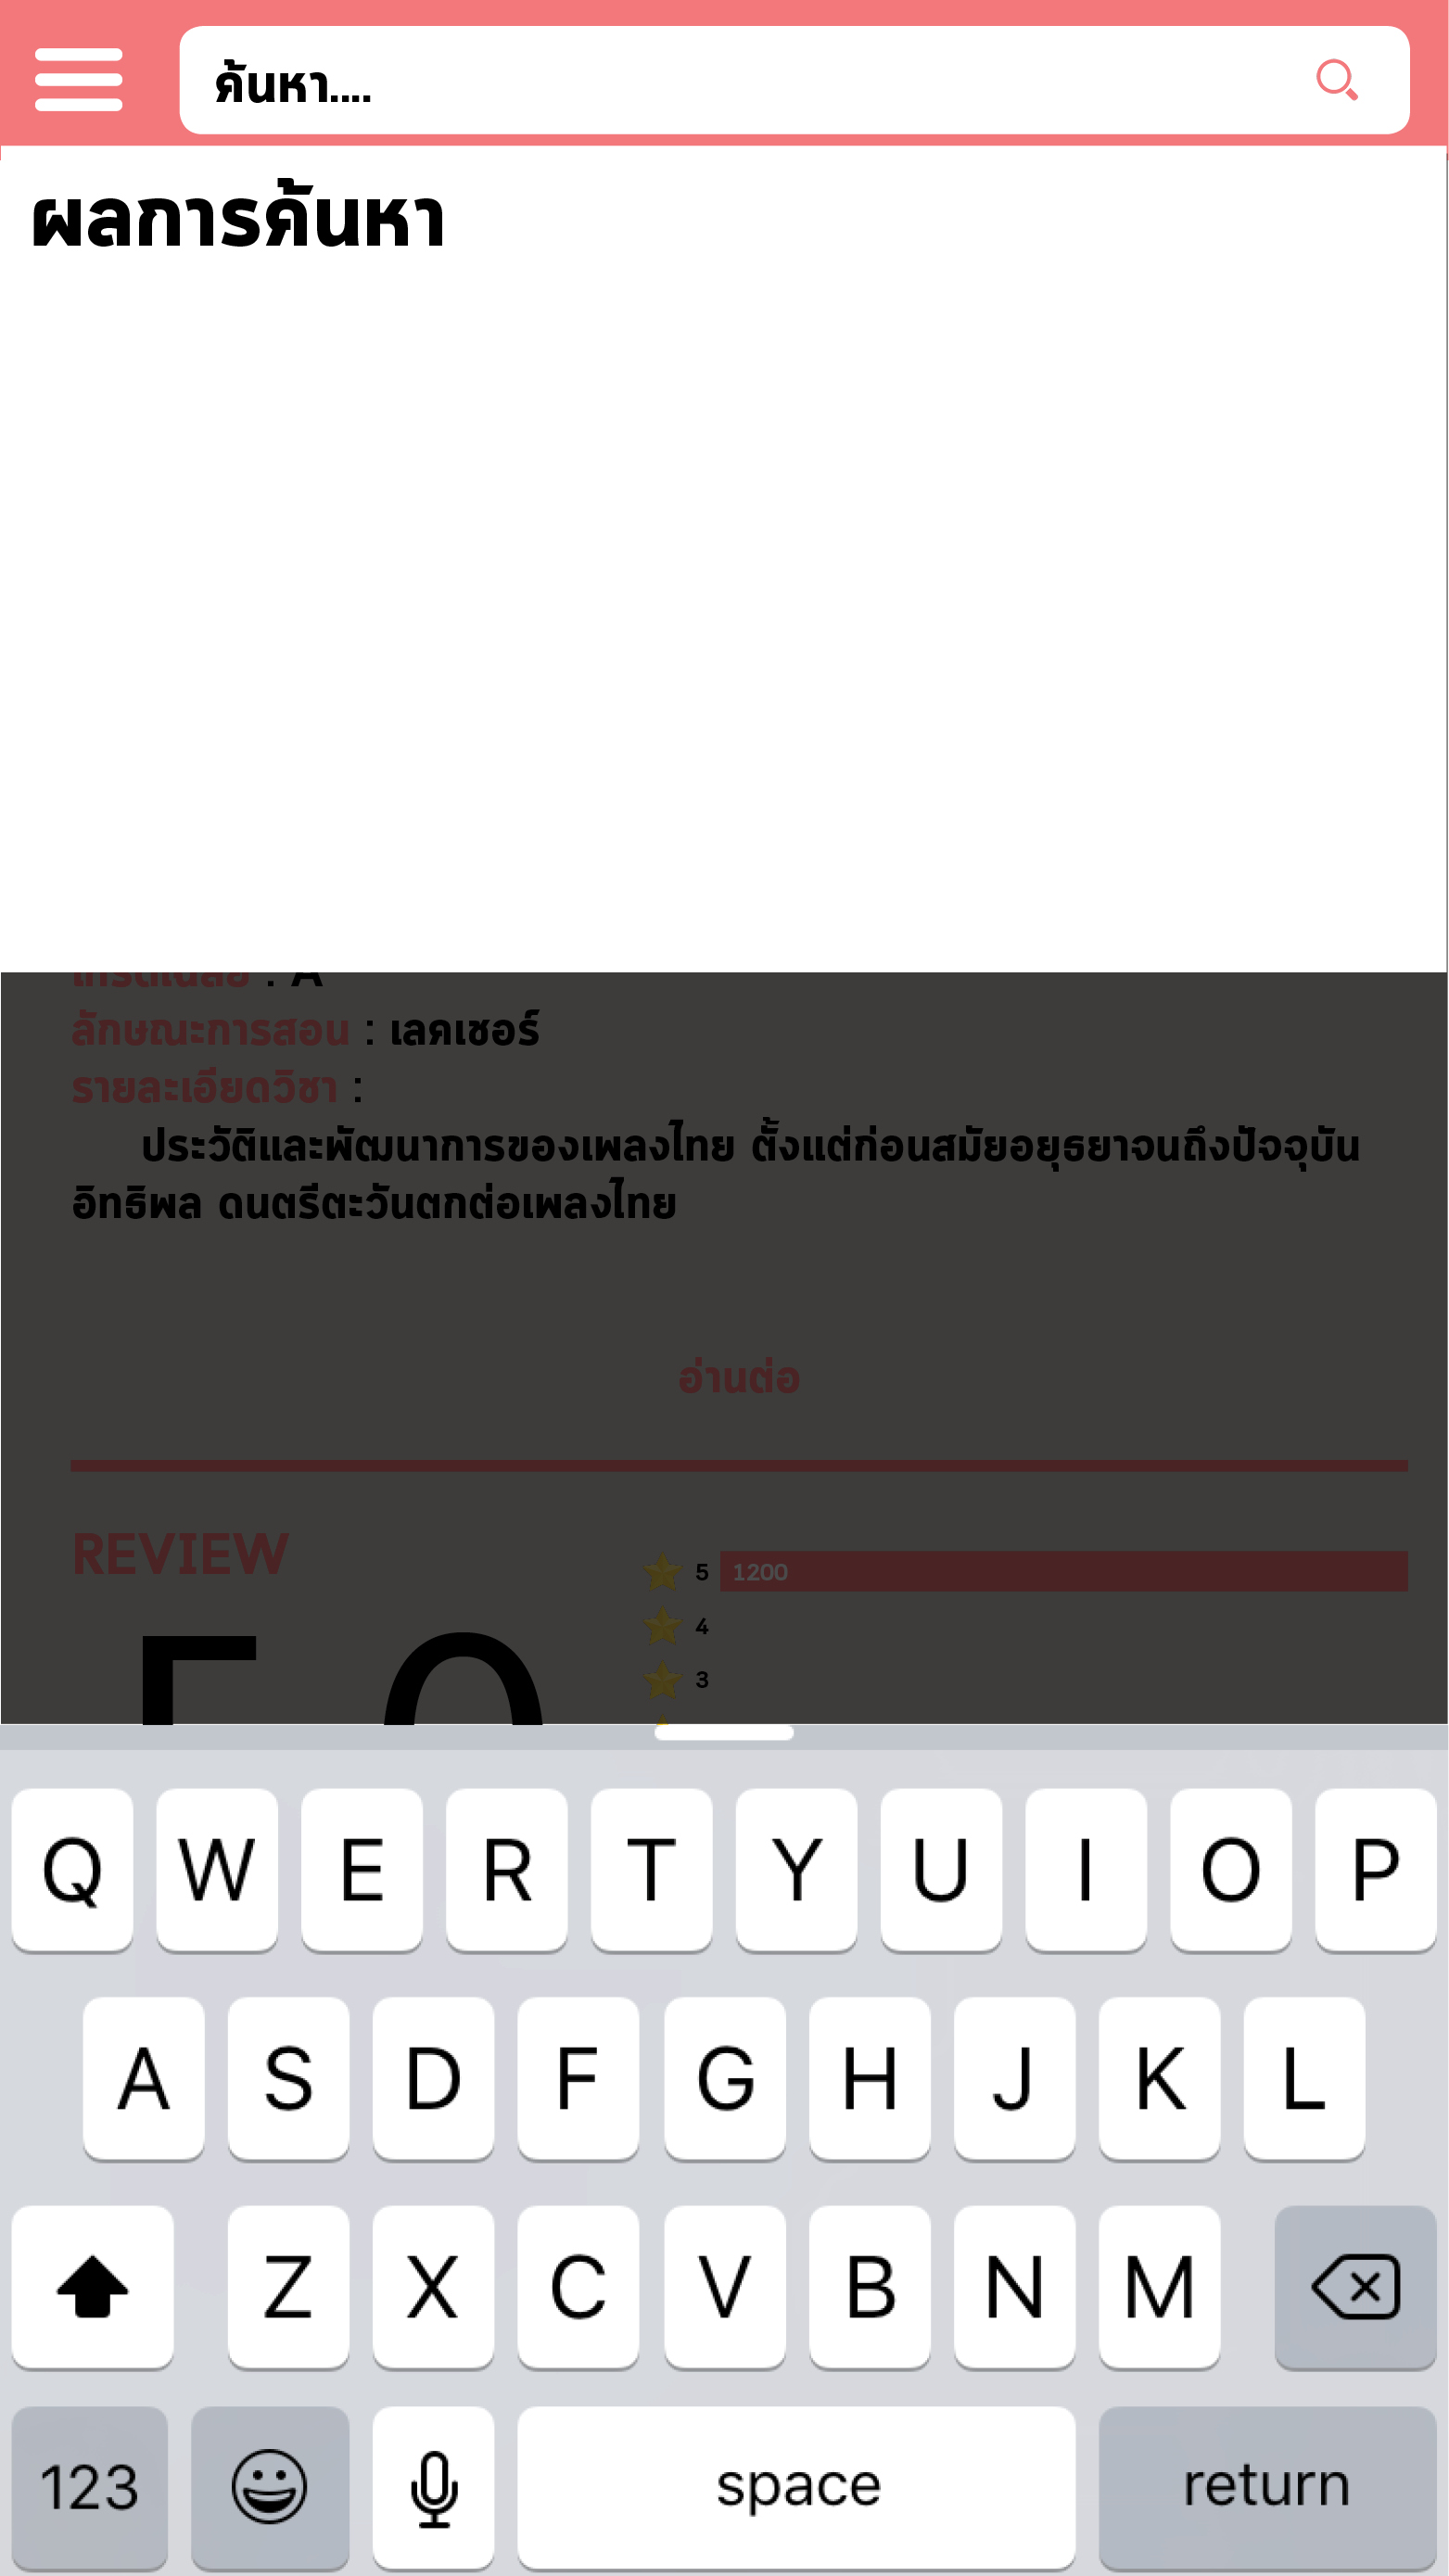 ค้นหา....
ผลการค้นหา
: A
ลักษณะการสอน : เลคเชอร์
รายละเอียดวิชา :
ประวัติและพัฒนาการของเพลงไทย ตั้งแต่ก่อนสมัยอยุธยาจนถึงปัจจุบัน
อิทธิพล ดนตรีตะวันตกต่อเพลงไทย
อ่านต่อ
REVIEW
5 1200
4
3
Q W E R T Y U I O P
A S D F G H J K L
Z X C V B N M
123 space return